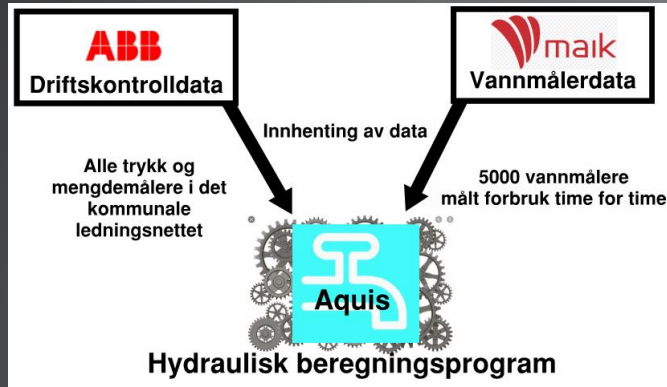 ABB
Driftskontrolldata
maik
Vannmålerdata
Innhenting av data
Alle trykk og
mengdemålere i det
kommunale
ledningsnettet
5000 vannmålere
målt forbruk time for time
Aquis
Hydraulisk beregningsprogram